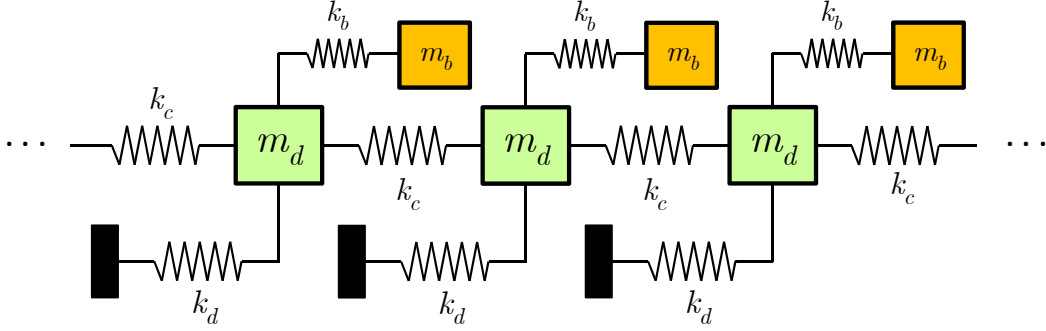 k_b k_b k_b
m_b m_b m_b
k_c
... m_d m_d m_d ...
k_c k_c k_c
k_d k_d k_d